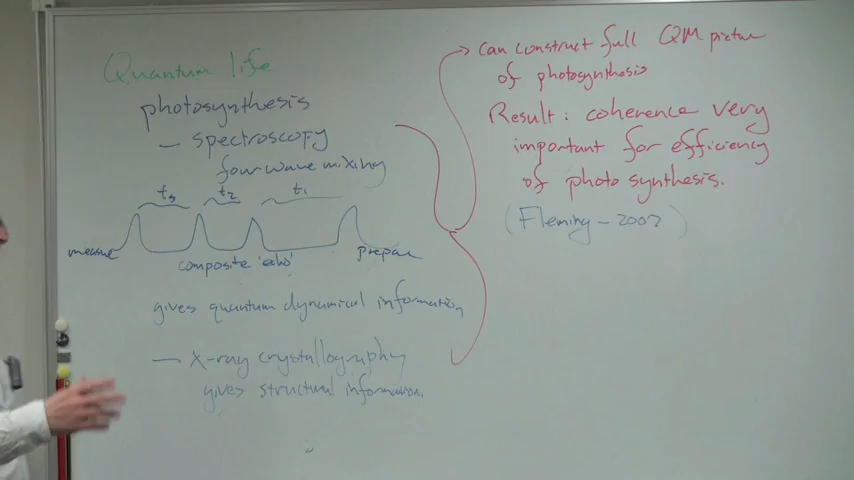 Quantum life
photosynthesis
— spectroscopy
four wave mixing
t3 t2 t1
measure
prepare
composite 'echo'
gives quantum dynamical information
— X-ray crystallography
gives structural information.
can construct full QM picture
of photosynthesis
Result: coherence very
important for efficiency
of photosynthesis.
(Fleming - 2007)